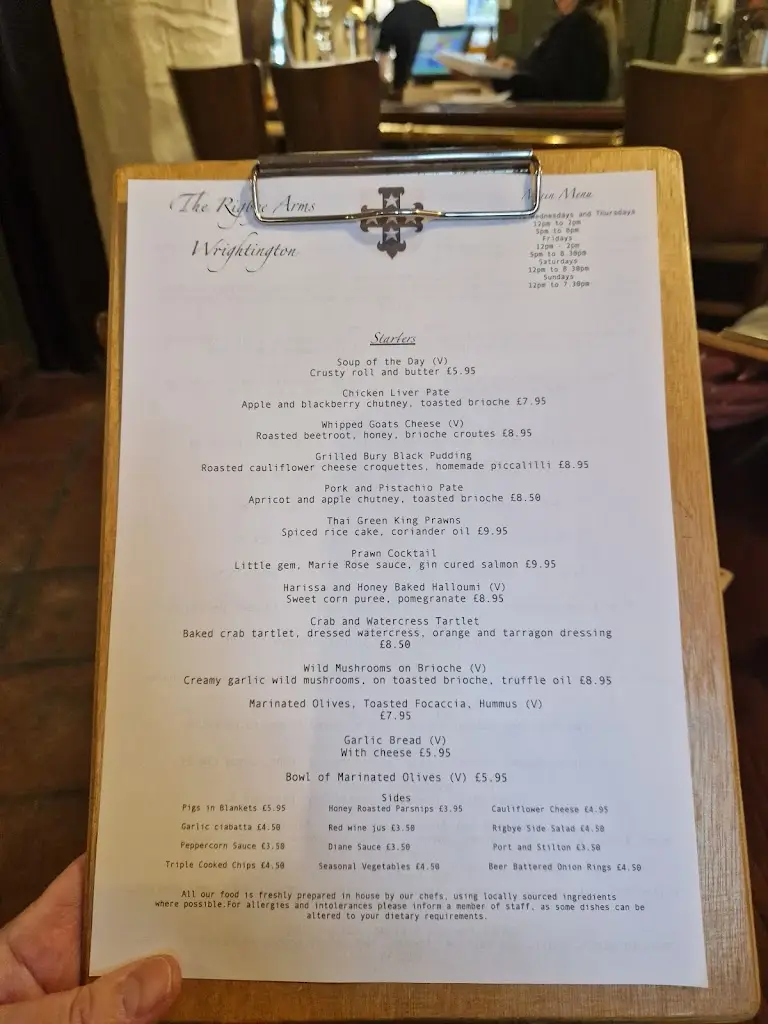 The Rigbye Arms
Wrightington
Main Menu
Wednesdays and Thursdays
12pm to 2pm
5pm to 8pm
Fridays
12pm - 2pm
5pm to 8.30pm
Saturdays
12pm to 8.30pm
Sundays
12pm to 7.30pm
Starters
Soup of the Day (V)
Crusty roll and butter £5.95
Chicken Liver Pate
Apple and blackberry chutney, toasted brioche £7.95
Whipped Goats Cheese (V)
Roasted beetroot, honey, brioche croutes £8.95
Grilled Bury Black Pudding
Roasted cauliflower cheese croquettes, homemade piccalilli £8.95
Pork and Pistachio Pate
Apricot and apple chutney, toasted brioche £8.50
Thai Green King Prawns
Spiced rice cake, coriander oil £9.95
Prawn Cocktail
Little gem, Marie Rose sauce, gin cured salmon £9.95
Harissa and Honey Baked Halloumi (V)
Sweet corn puree, pomegranate £8.95
Crab and Watercress Tartlet
Baked crab tartlet, dressed watercress, orange and tarragon dressing
£8.50
Wild Mushrooms on Brioche (V)
Creamy garlic wild mushrooms, on toasted brioche, truffle oil £8.95
Marinated Olives, Toasted Focaccia, Hummus (V)
£7.95
Garlic Bread (V)
With cheese £5.95
Bowl of Marinated Olives (V) £5.95
Sides
Pigs in Blankets £5.95 Honey Roasted Parsnips £3.95 Cauliflower Cheese £4.95
Garlic ciabatta £4.50 Red wine jus £3.50 Rigbye Side Salad £4.50
Peppercorn Sauce £3.50 Diane Sauce £3.50 Port and Stilton £3.50
Triple Cooked Chips £4.50 Seasonal Vegetables £4.50 Beer Battered Onion Rings £4.50
All our food is freshly prepared in house by our chefs, using locally sourced ingredients
where possible.For allergies and intolerances please inform a member of staff, as some dishes can be
altered to your dietary requirements.